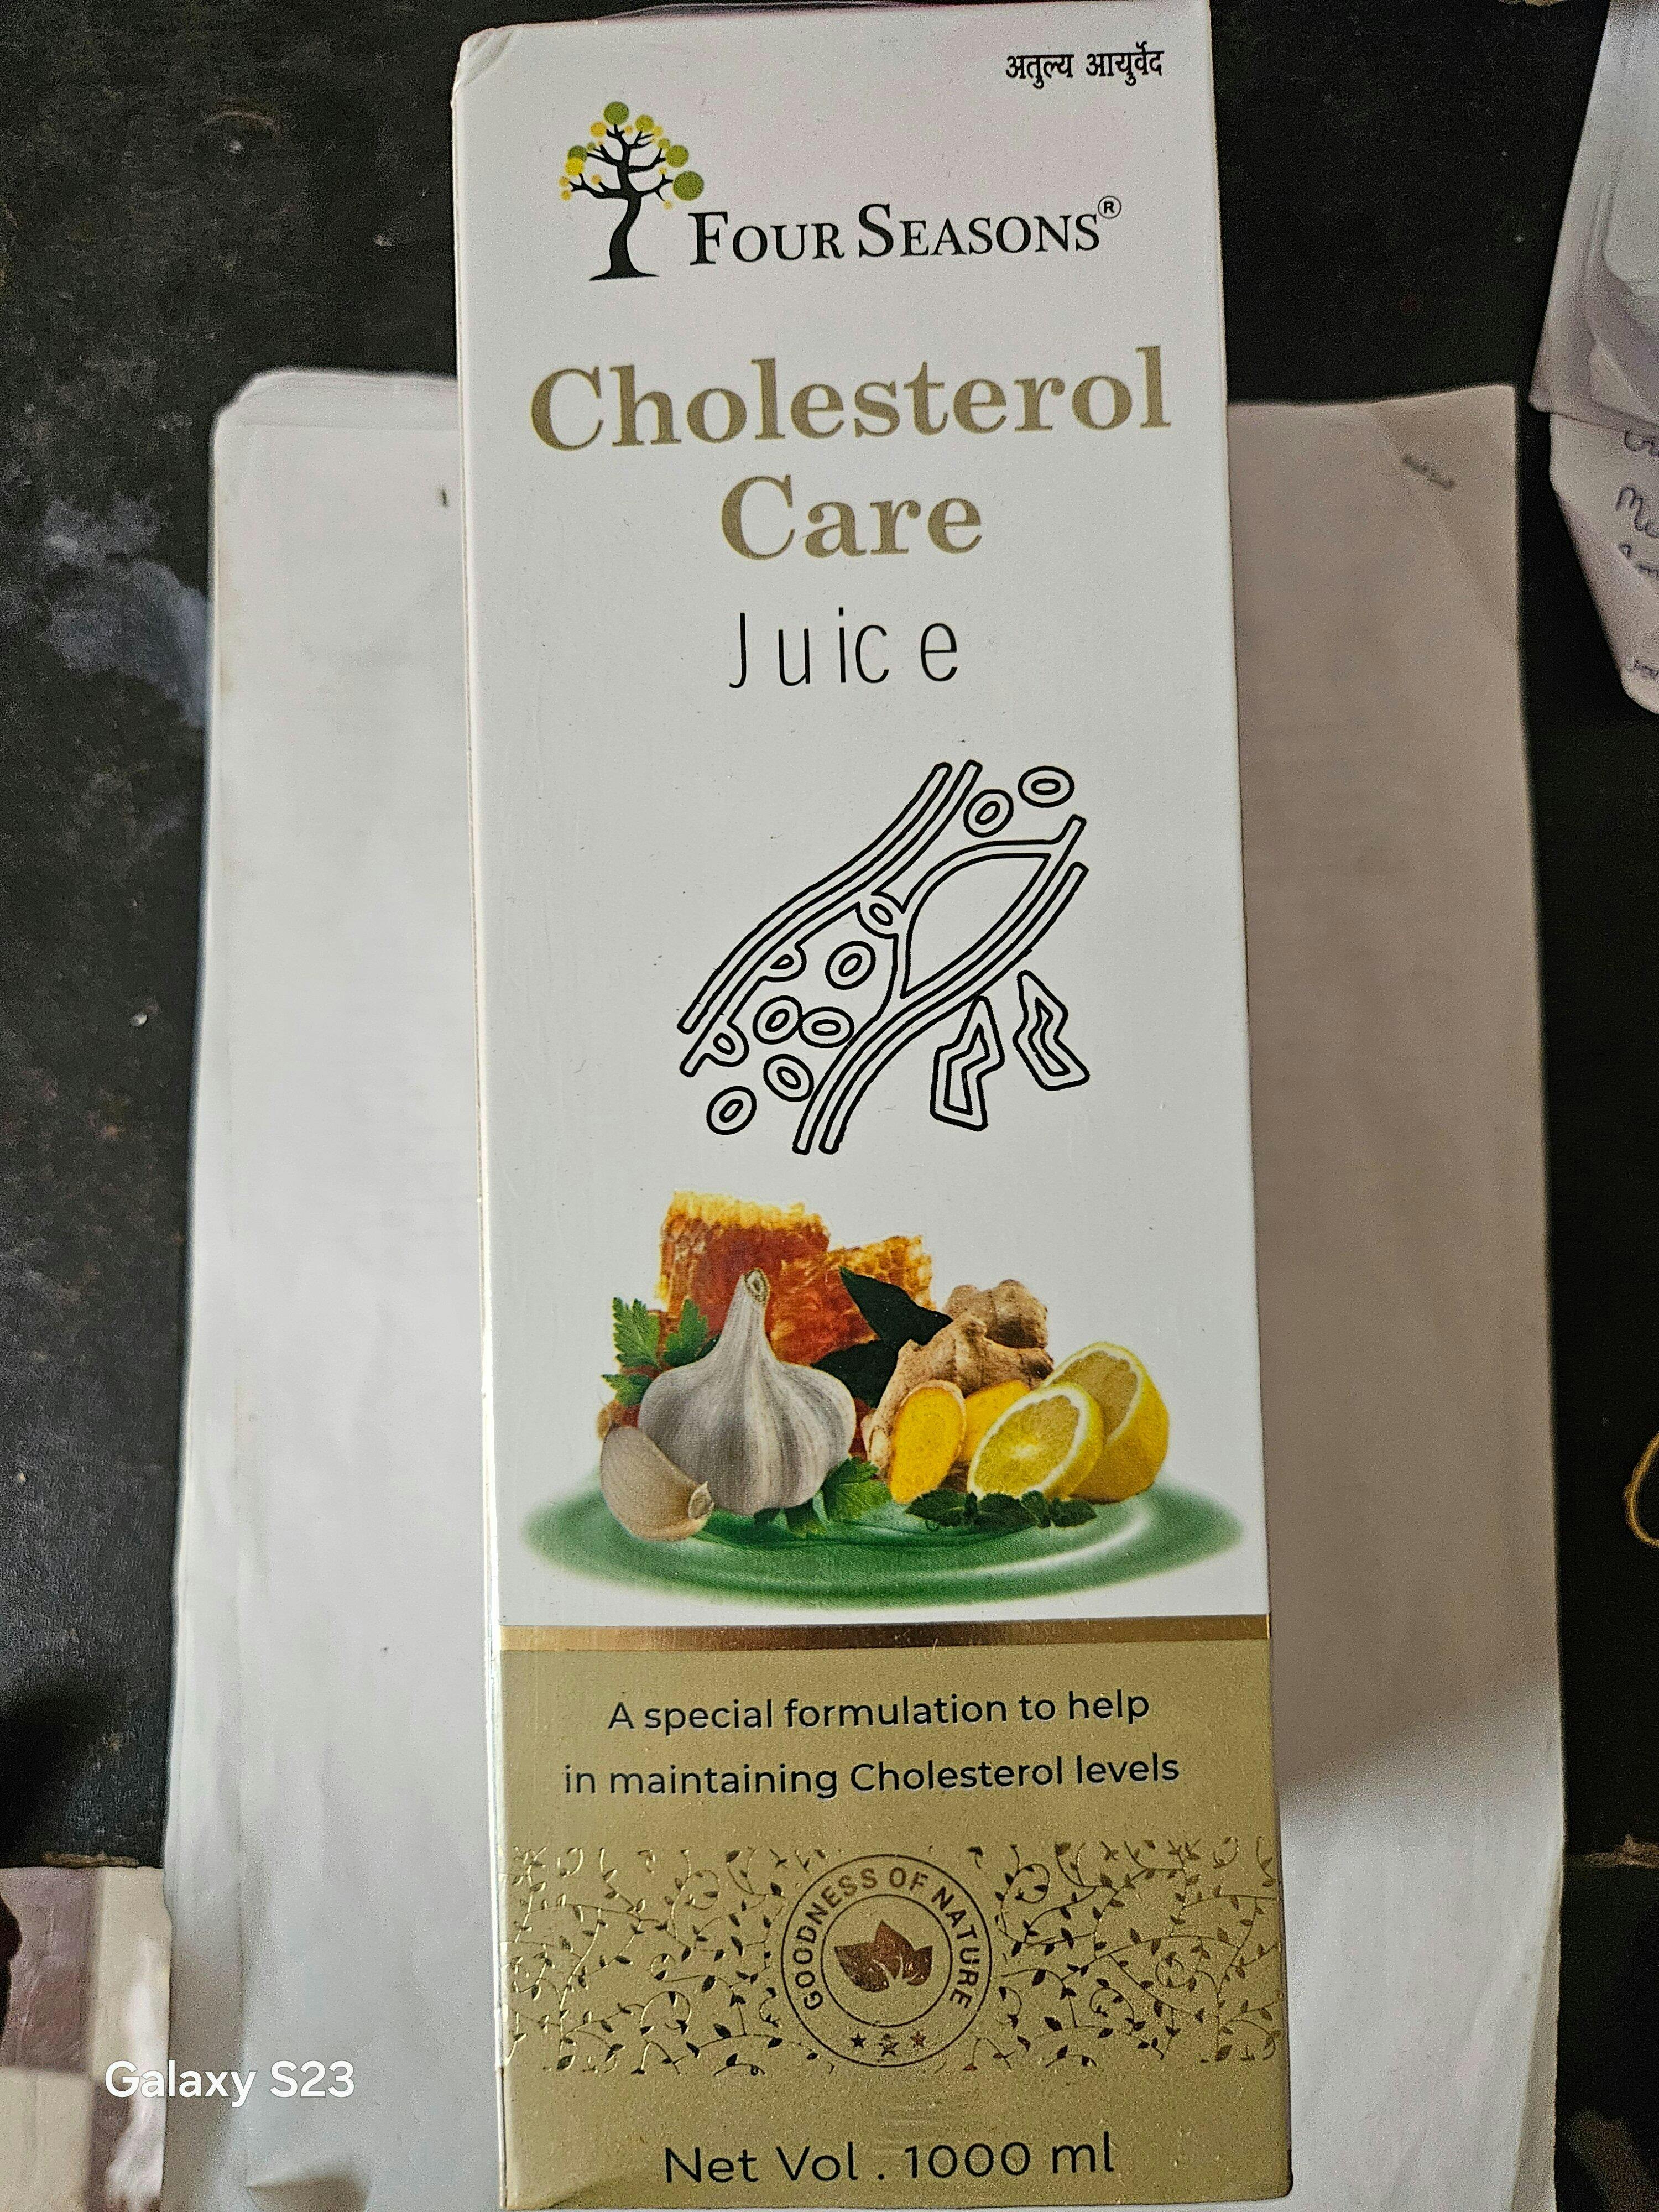 अतुल्य आयुर्वेद
FOUR SEASONS®
Cholesterol
Care
Juice
A special formulation to help
in maintaining Cholesterol levels
GOODNESS OF NATURE
Net Vol . 1000 ml
Galaxy S23